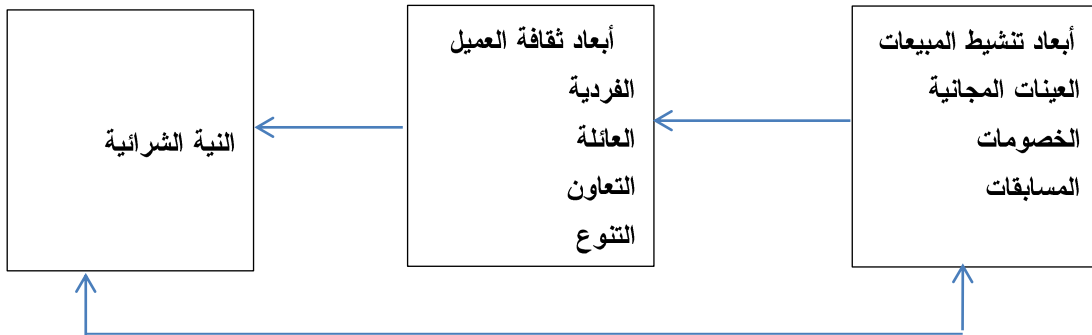 أبعاد تنشيط المبيعات
العينات المجانية
الخصومات
المسابقات
أبعاد ثقافة العميل
الفردية
العائلة
التعاون
التنوع
النية الشرائية